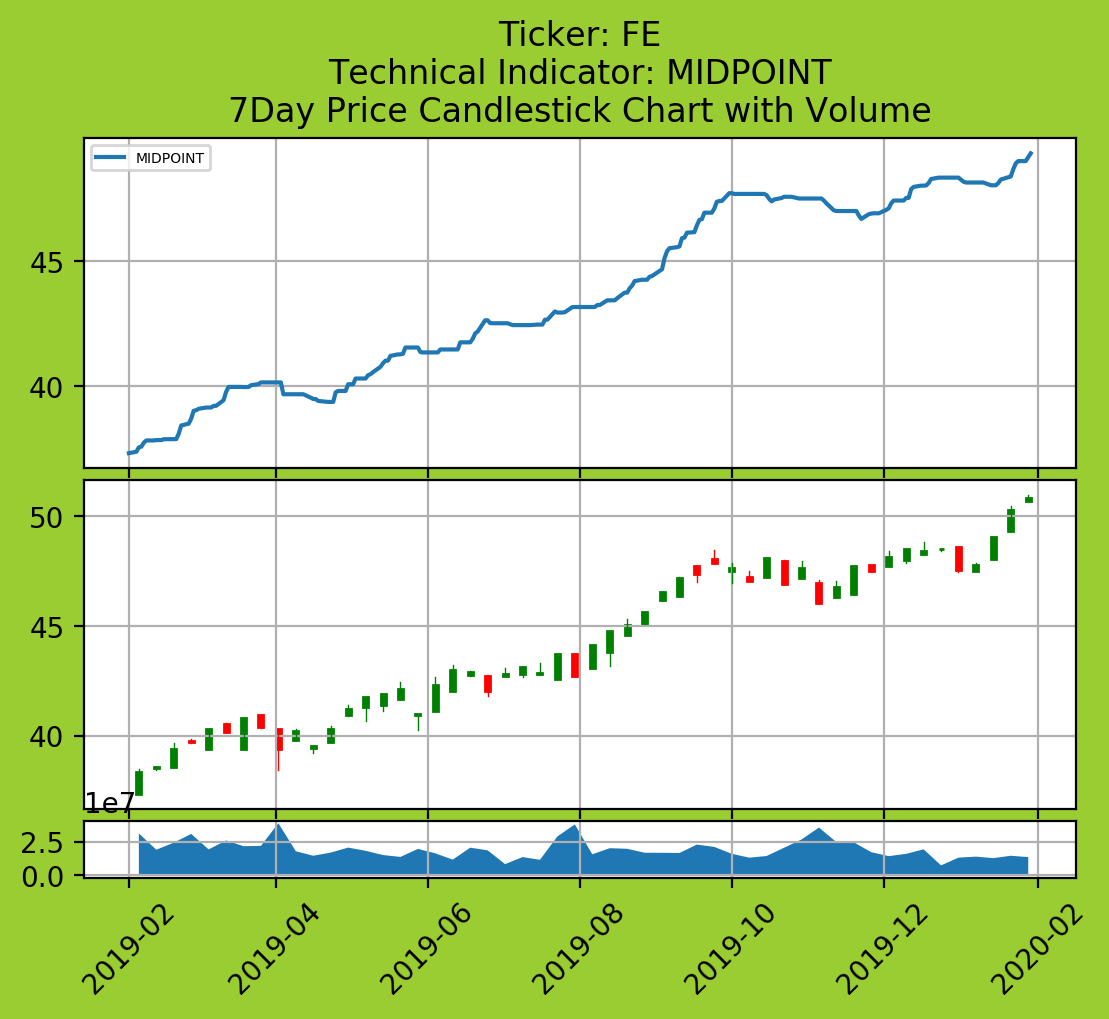 Ticker: FE
Technical Indicator: MIDPOINT
7Day Price Candlestick Chart with Volume
MIDPOINT
45
40
50
45
40
1e7
2.5
0.0
2019-02
2019-04
2019-06
2019-08
2019-10
2019-12
2020-02